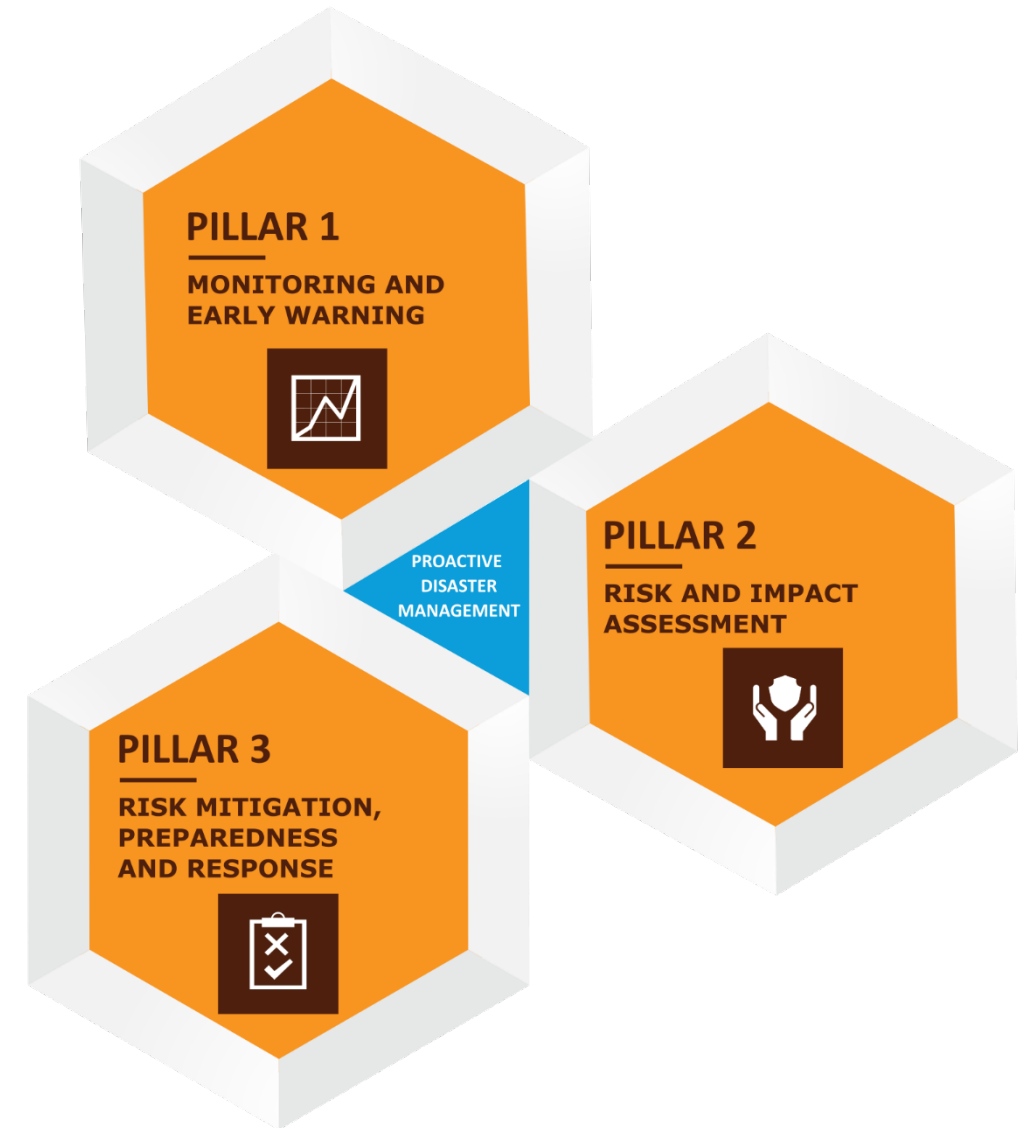 PILLAR 1
MONITORING AND
EARLY WARNING
PROACTIVE
DISASTER
MANAGEMENT
PILLAR 2
RISK AND IMPACT
ASSESSMENT
PILLAR 3
RISK MITIGATION,
PREPAREDNESS
AND RESPONSE